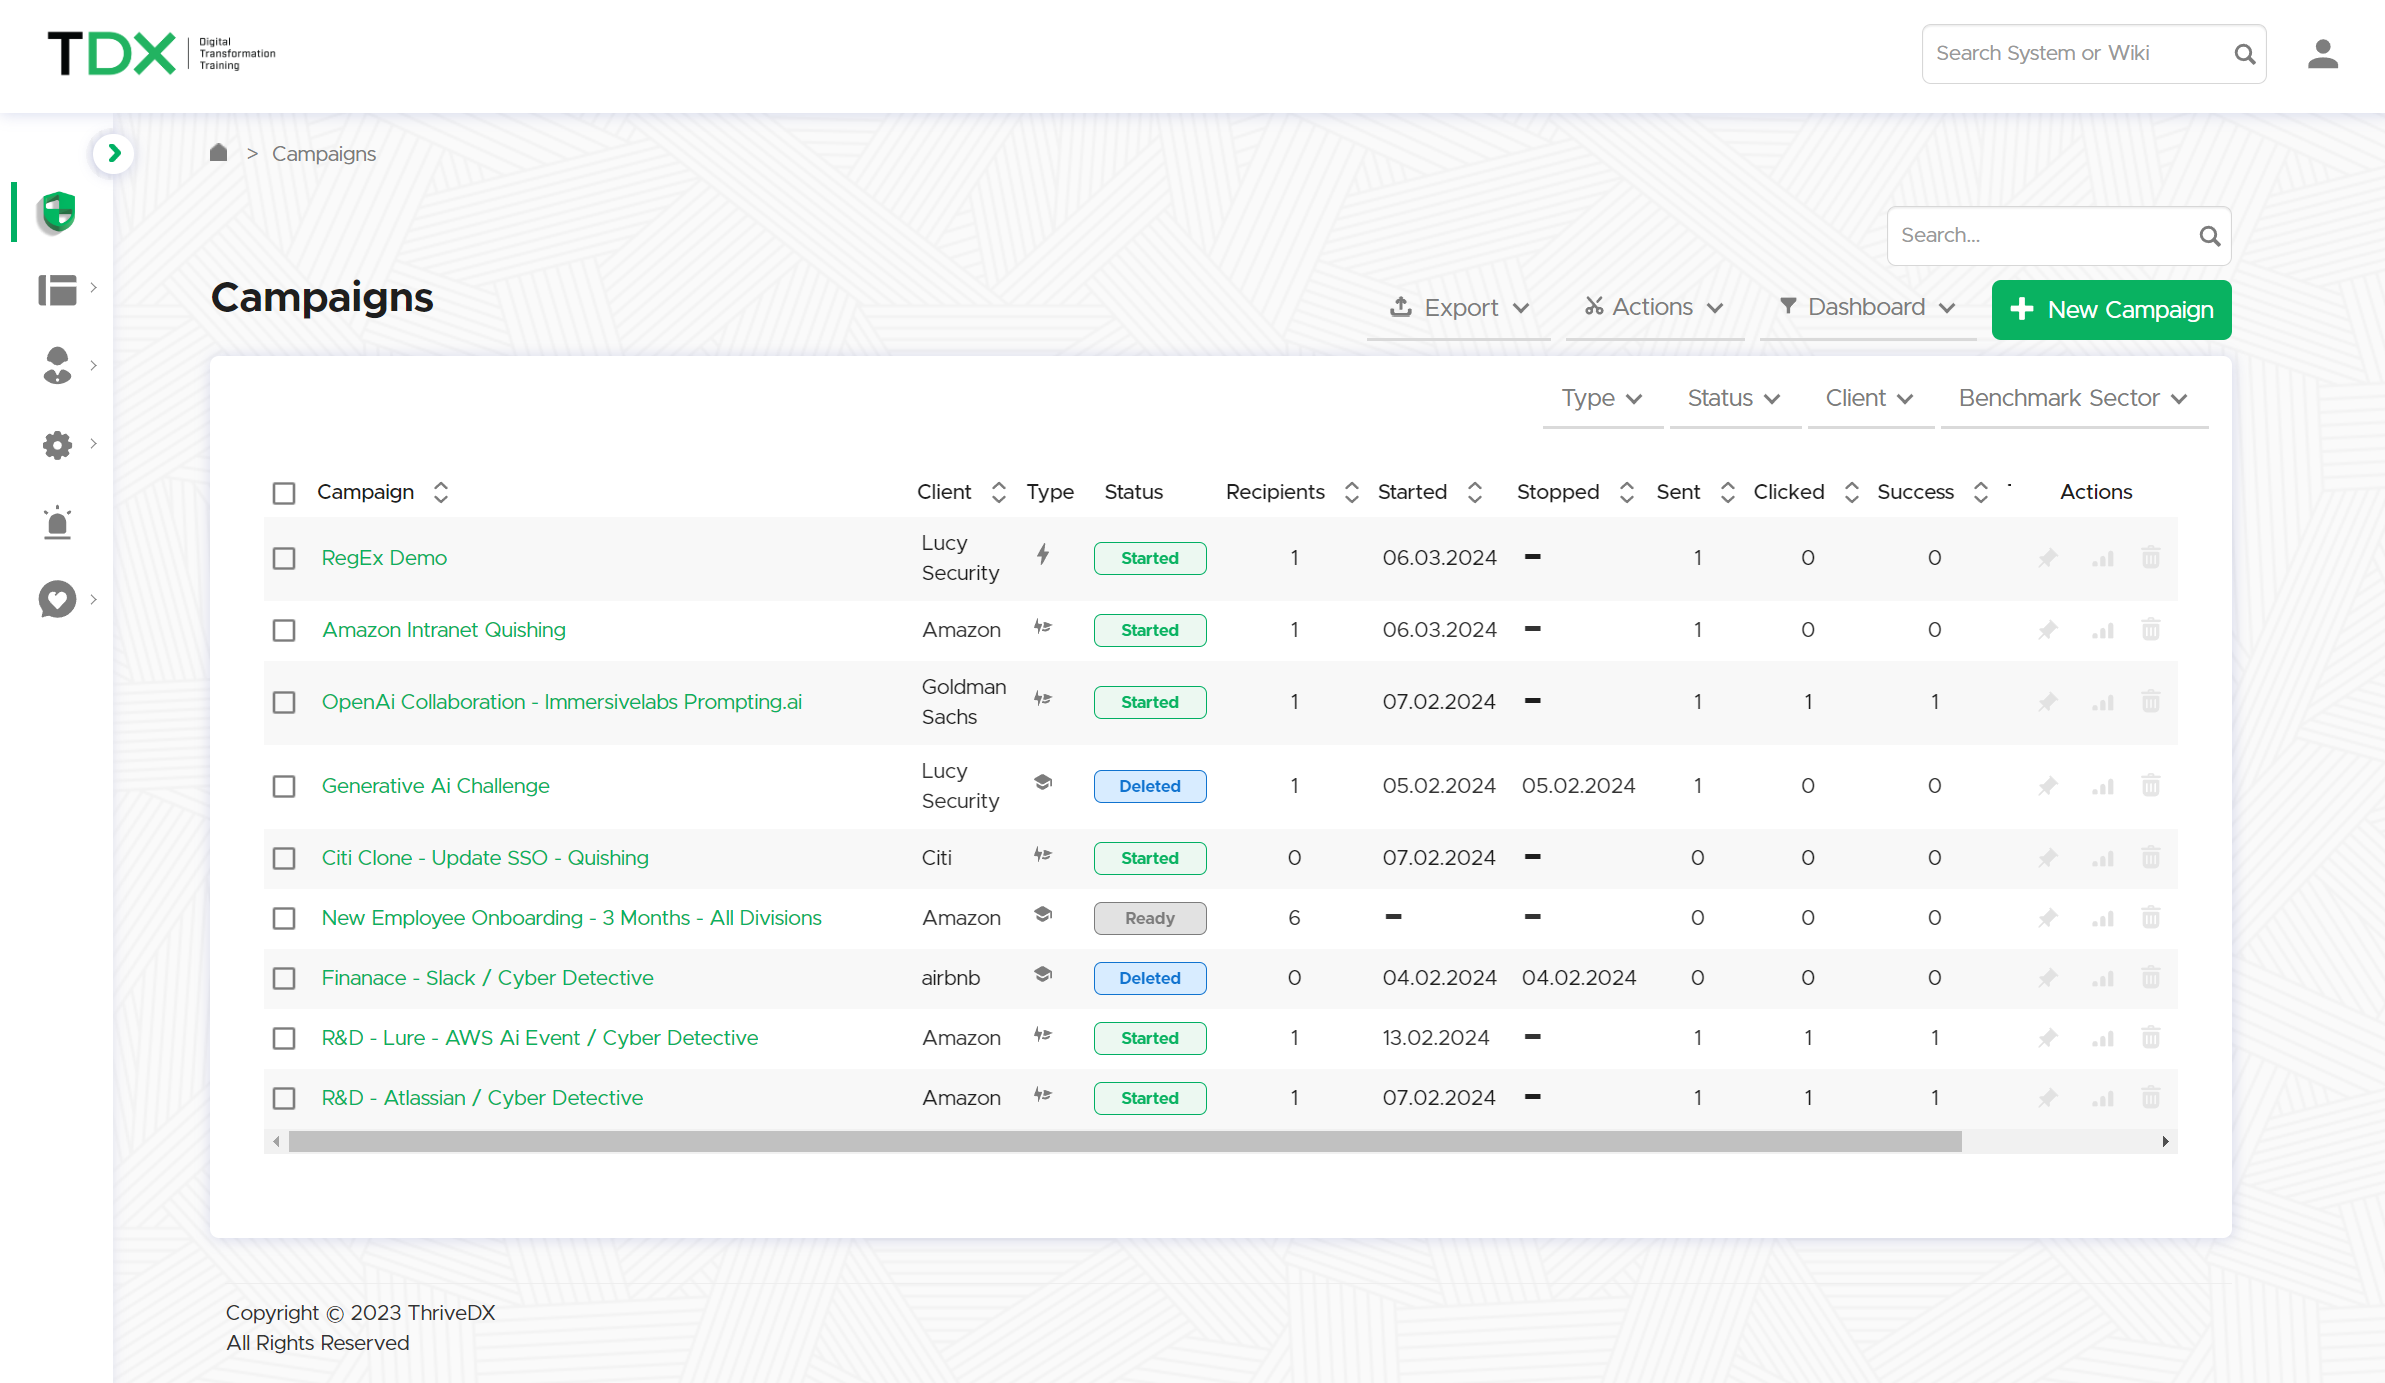 TDX Digital
Transformation
Training
Search System or Wiki
> Campaigns
Search...
Campaigns
Export Actions Dashboard New Campaign
Type Status Client Benchmark Sector
Campaign Client Type Status Recipients Started Stopped Sent Clicked Success Actions
RegEx Demo Lucy Security Started 1 06.03.2024 – 1 0 0
Amazon Intranet Quishing Amazon Started 1 06.03.2024 – 1 0 0
OpenAi Collaboration - Immersivelabs Prompting.ai Goldman Sachs Started 1 07.02.2024 – 1 1 1
Generative Ai Challenge Lucy Security Deleted 1 05.02.2024 05.02.2024 1 0 0
Citi Clone - Update SSO - Quishing Citi Started 0 07.02.2024 – 0 0 0
New Employee Onboarding - 3 Months - All Divisions Amazon Ready 6 – – 0 0 0
Finanace - Slack / Cyber Detective airbnb Deleted 0 04.02.2024 04.02.2024 0 0 0
R&D - Lure - AWS Ai Event / Cyber Detective Amazon Started 1 13.02.2024 – 1 1 1
R&D - Atlassian / Cyber Detective Amazon Started 1 07.02.2024 – 1 1 1
Copyright © 2023 ThriveDX
All Rights Reserved